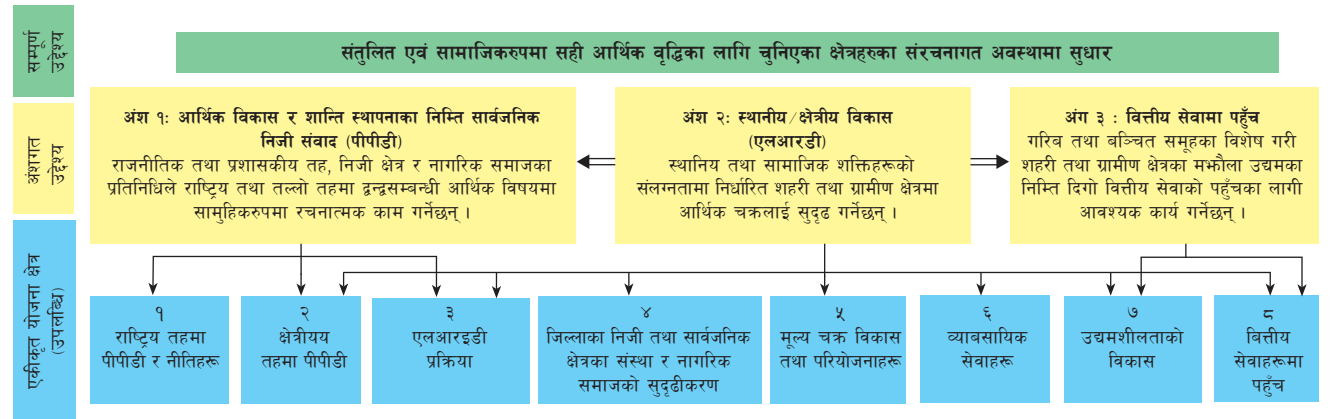 सम्पूर्ण
उद्देश्य
संतुलित एवं सामाजिकरुपमा सही आर्थिक वृद्धिका लागि चुनिएका क्षेत्रहरुका संरचनागत अवस्थामा सुधार
अंशगत
उद्देश्य
अंश १: आर्थिक विकास र शान्ति स्थापनाका निम्ति सार्वजनिक
निजी संवाद (पीपीडी)
राजनीतिक तथा प्रशासकीय तह, निजी क्षेत्र र नागरिक समाजका
प्रतिनिधिले राष्ट्रिय तथा तल्लो तहमा द्वन्द्वसम्बन्धी आर्थिक विषयमा
सामुहिकरुपमा रचनात्मक काम गर्नेछन् ।
अंश २: स्थानीय/क्षेत्रीय विकास
(एलआरडी)
स्थानिय तथा सामाजिक शक्तिहरूको
संलग्नतामा निर्धारित शहरी तथा ग्रामीण क्षेत्रमा
आर्थिक चक्रलाई सुदृढ गर्नेछन् ।
अंग ३ : वित्तीय सेवामा पहुँच
गरिब तथा बञ्चित समूहका विशेष गरी
शहरी तथा ग्रामीण क्षेत्रका मझौला उद्यमका
निम्ति दिगो वित्तीय सेवाको पहुँचका लागी
आवश्यक कार्य गर्नेछन् ।
एकीकृत योजना क्षेत्र
(उपलब्धि)
१
राष्ट्रिय तहमा
पीपीडी र नीतिहरू
२
क्षेत्रीयय
तहमा पीपीडी
३
एलआरइडी
प्रक्रिया
४
जिल्लाका निजी तथा सार्वजनिक
क्षेत्रका संस्था र नागरिक
समाजको सुदृढीकरण
५
मूल्य चक्र विकास
तथा परियोजनाहरू
६
व्याबसायिक
सेवाहरू
७
उद्यमशीलताको
विकास
८
बित्तीय
सेवाहरूमा
पहुँच